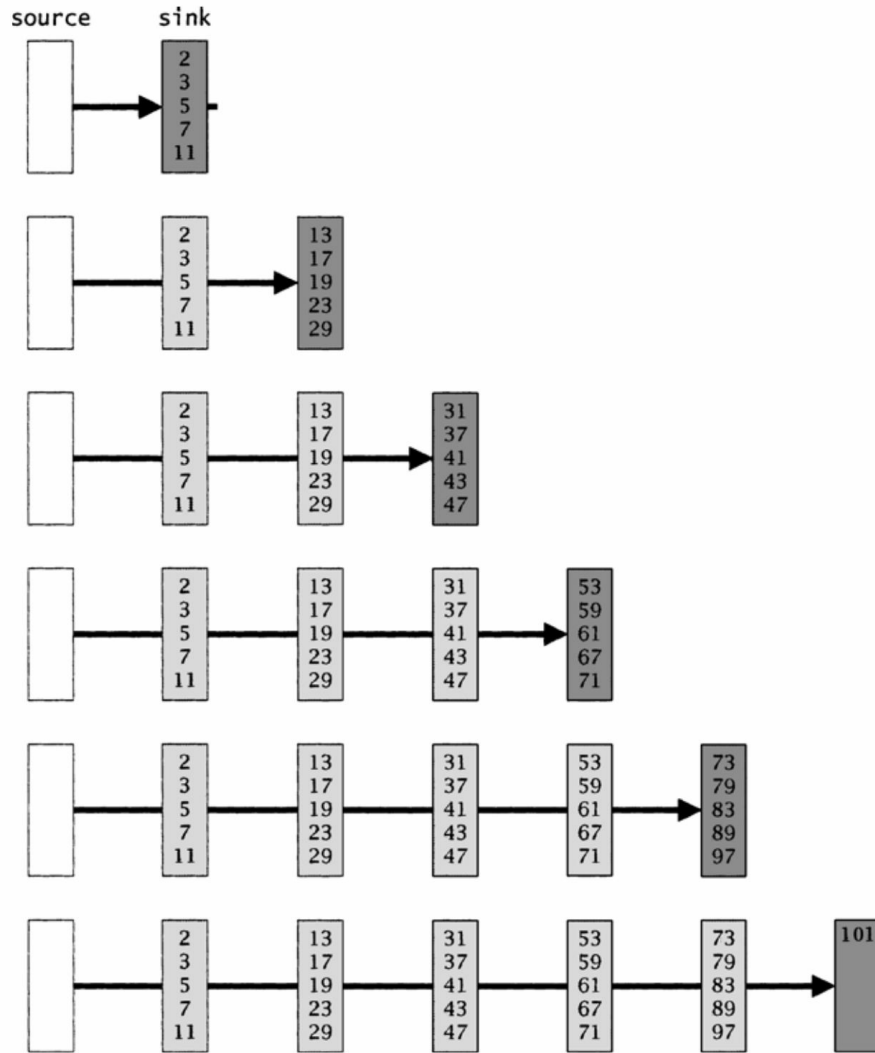 source sink
2
3
5
7
11
2 13
3 17
5 19
7 23
11 29
2 13 31
3 17 37
5 19 41
7 23 43
11 29 47
2 13 31 53
3 17 37 59
5 19 41 61
7 23 43 67
11 29 47 71
2 13 31 53 73
3 17 37 59 79
5 19 41 61 83
7 23 43 67 89
11 29 47 71 97
2 13 31 53 73 101
3 17 37 59 79
5 19 41 61 83
7 23 43 67 89
11 29 47 71 97